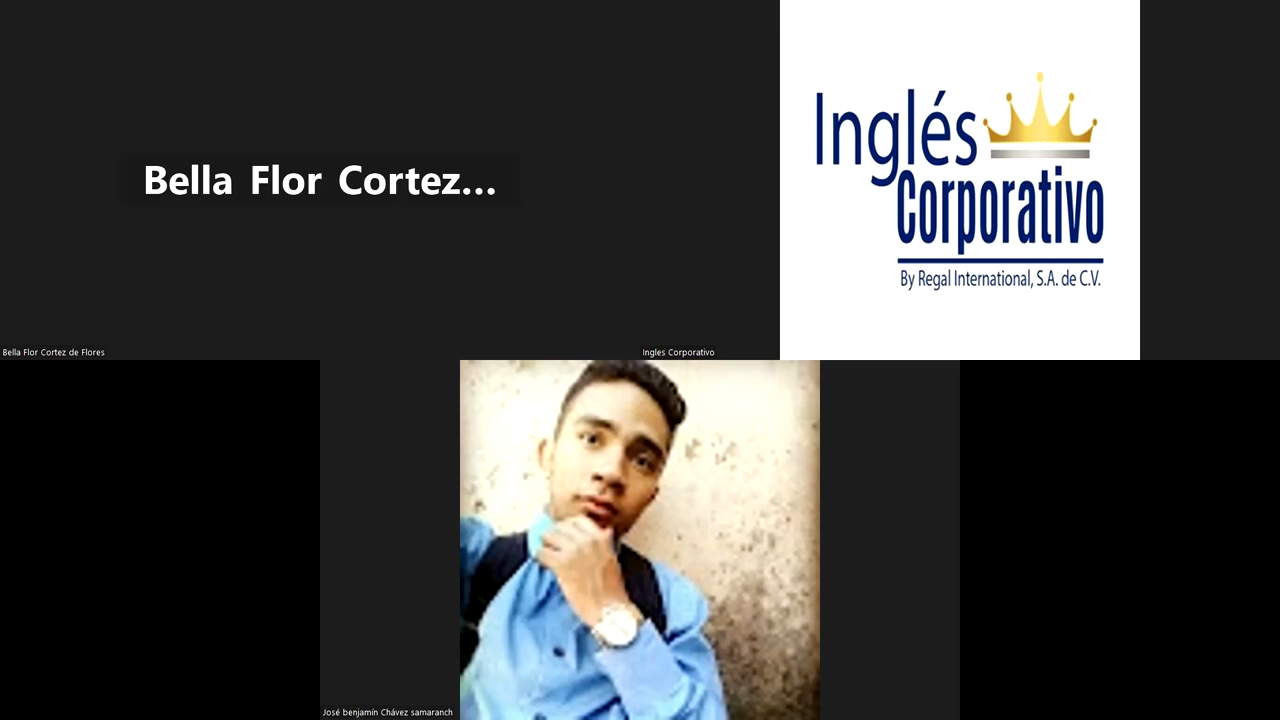 Bella Flor Cortez...
Inglés
Corporativo
By Regal International, S.A. de C.V.
Bella Flor Cortez de Flores
Ingles Corporativo
José benjamín Chávez samaranch